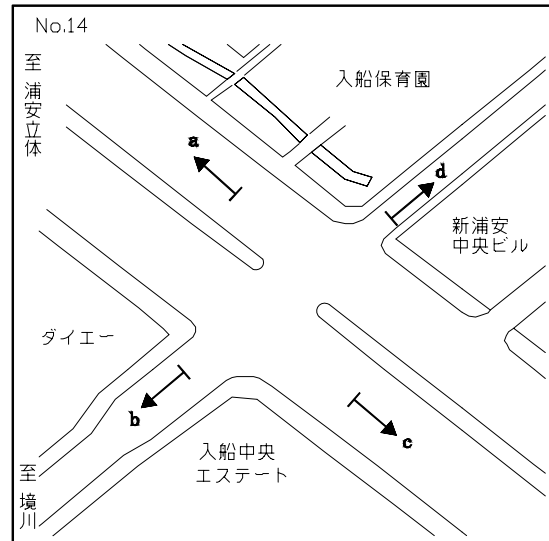 No.14
至 浦安立体
入船保育園
a
d
新浦安
中央ビル
ダイエー
b
入船中央
エステート
c
至 境川